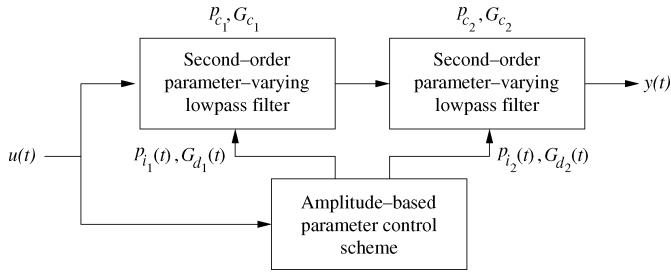 p_{c_1}, G_{c_1}
p_{c_2}, G_{c_2}
Second–order
parameter–varying
lowpass filter
Second–order
parameter–varying
lowpass filter
y(t)
u(t)
p_{i_1}(t), G_{d_1}(t)
p_{i_2}(t), G_{d_2}(t)
Amplitude–based
parameter control
scheme